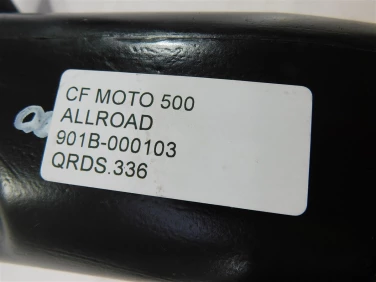 CF MOTO 500
ALLROAD
901B-000103
QRDS.336